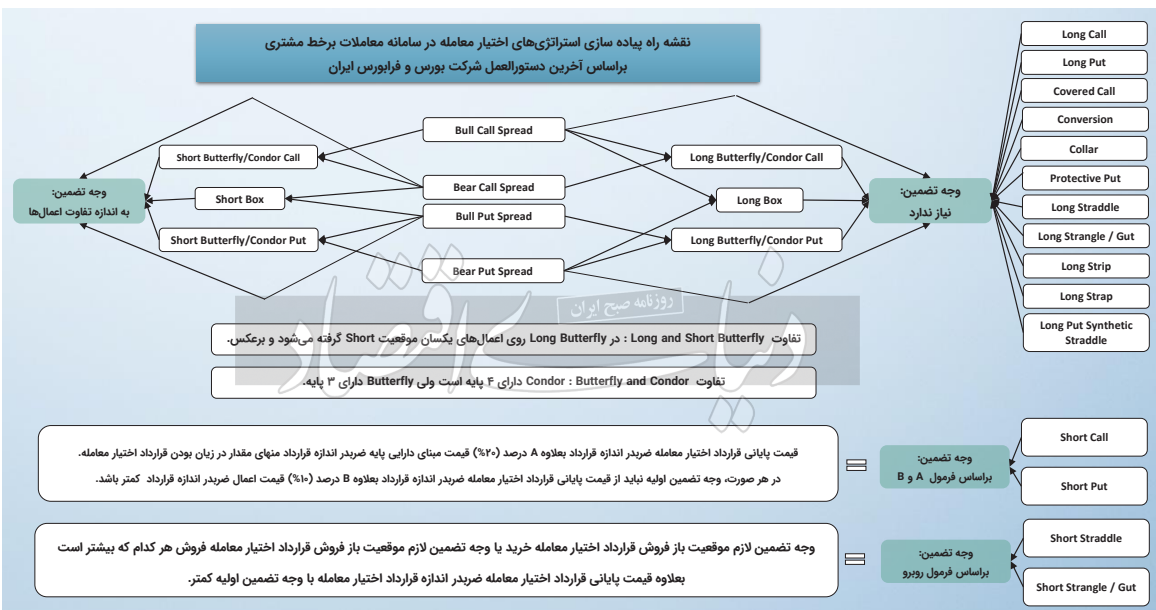 نقشه راه پیاده سازی استراتژی‌های اختیار معامله در سامانه معاملات برخط مشتری
براساس آخرین دستورالعمل شرکت بورس و فرابورس ایران
Long Call
Long Put
Covered Call
Conversion
Collar
Protective Put
Long Straddle
Long Strangle / Gut
Long Strip
Long Strap
Long Put Synthetic
Straddle
وجه تضمین:
نیاز ندارد
Long Butterfly/Condor Call
Long Box
Long Butterfly/Condor Put
Bull Call Spread
Bear Call Spread
Bull Put Spread
Bear Put Spread
Short Butterfly/Condor Call
Short Box
Short Butterfly/Condor Put
وجه تضمین:
به اندازه تفاوت اعمال‌ها
روزنامه صبح ایران
دنیای اقتصاد
تفاوت Long and Short Butterfly : در Long Butterfly روی اعمال‌های یکسان موقعیت Short گرفته می‌شود و برعکس.
تفاوت Condor : Butterfly and Condor دارای ۴ پایه است ولی Butterfly دارای ۳ پایه.
Short Call
Short Put
وجه تضمین:
براساس فرمول A و B
=
قیمت پایانی قرارداد اختیار معامله ضربدر اندازه قرارداد بعلاوه A درصد (۲۰%) قیمت مبنای دارایی پایه ضربدر اندازه قرارداد منهای مقدار در زیان بودن قرارداد اختیار معامله.
در هر صورت، وجه تضمین اولیه نباید از قیمت پایانی قرارداد اختیار معامله ضربدر اندازه قرارداد بعلاوه B درصد (۱۰%) قیمت اعمال ضربدر اندازه قرارداد کمتر باشد.
Short Straddle
Short Strangle / Gut
وجه تضمین:
براساس فرمول روبرو
=
وجه تضمین لازم موقعیت باز فروش قرارداد اختیار معامله خرید یا وجه تضمین لازم موقعیت باز فروش قرارداد اختیار معامله فروش هر کدام که بیشتر است
بعلاوه قیمت پایانی قرارداد اختیار معامله ضربدر اندازه قرارداد اختیار معامله با وجه تضمین اولیه کمتر.